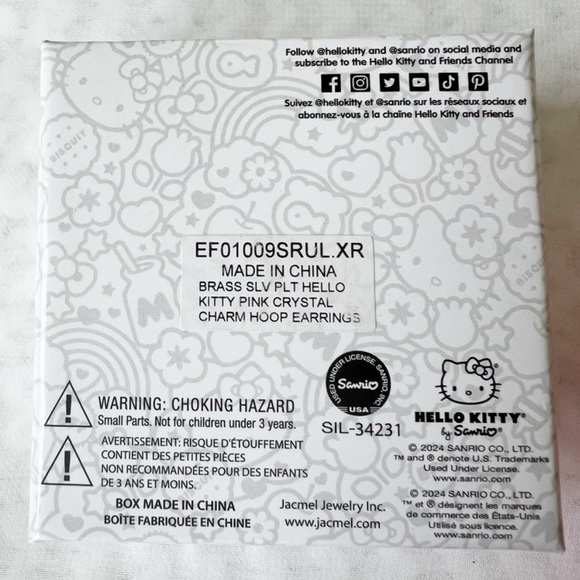 Follow @hellokitty and @sanrio on social media and
subscribe to the Hello Kitty and Friends Channel
Suivez @hellokitty et @sanrio sur les réseaux sociaux et
abonnez-vous à la chaîne Hello Kitty and Friends
BISCUIT
BISCUIT
M
EF01009SRUL.XR
MADE IN CHINA
BRASS SLV PLT HELLO
KITTY PINK CRYSTAL
CHARM HOOP EARRINGS
WARNING: CHOKING HAZARD
Small Parts. Not for children under 3 years.
AVERTISSEMENT: RISQUE D'ÉTOUFFEMENT
CONTIENT DES PETITES PIÈCES
NON RECOMMANDÉES POUR DES ENFANTS
DE 3 ANS ET MOINS.
BOX MADE IN CHINA
BOÎTE FABRIQUÉE EN CHINE
Jacmel Jewelry Inc.
www.jacmel.com
USED UNDER LICENSE SANRIO, INC.
Sanrio
USA
SIL-34231
HELLO KITTY®
by Sanrio®
© 2024 SANRIO CO., LTD.
™ and ® denote U.S. Trademarks
Used Under License.
www.sanrio.com
© 2024 SANRIO CO., LTD.
™ et ® désignent les marques
de commerce des États-Unis
Utilisé sous licence.
www.sanrio.com